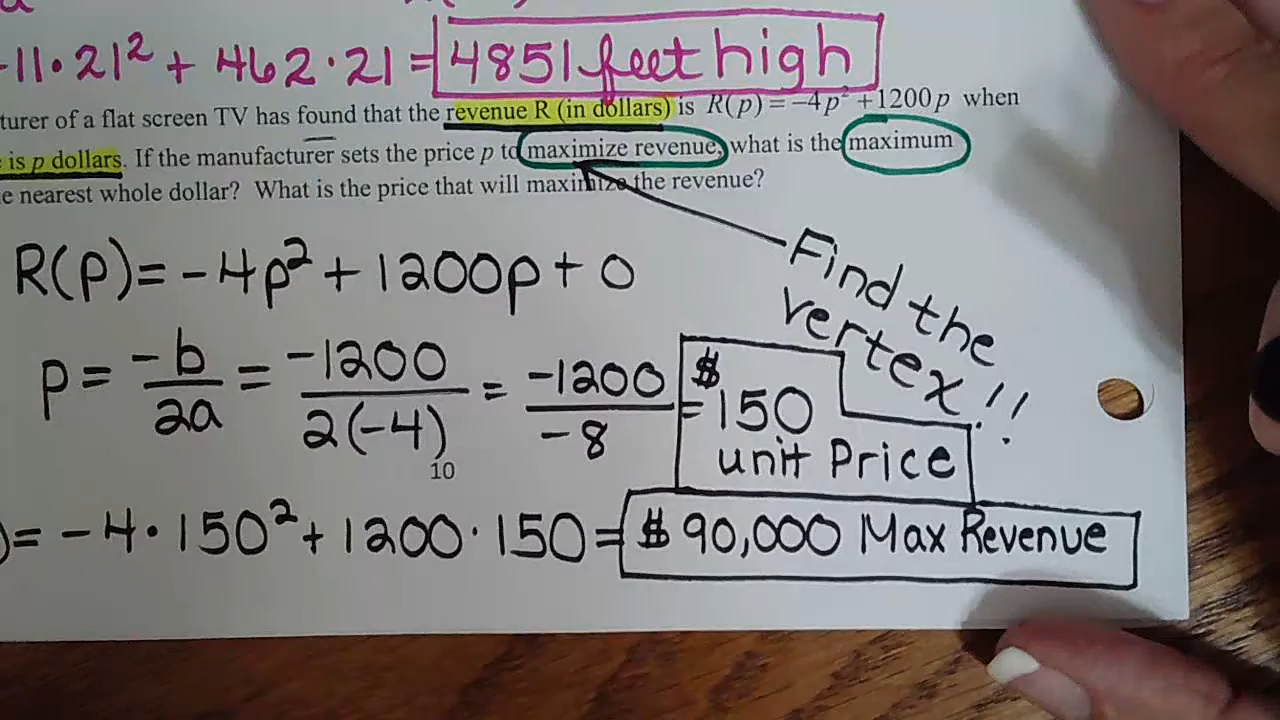 -11·21² + 462·21 = 4851 feet high
turer of a flat screen TV has found that the revenue R (in dollars) is R(p) = −4p² +1200p when
is p dollars. If the manufacturer sets the price p to maximize revenue, what is the maximum
e nearest whole dollar? What is the price that will maximize the revenue?
Find the vertex!!
R(p) = -4p² + 1200p + 0
p = -b/2a = -1200/2(-4) = -1200/-8 = $150
unit Price
10
) = -4·150² + 1200·150 = $90,000 Max Revenue